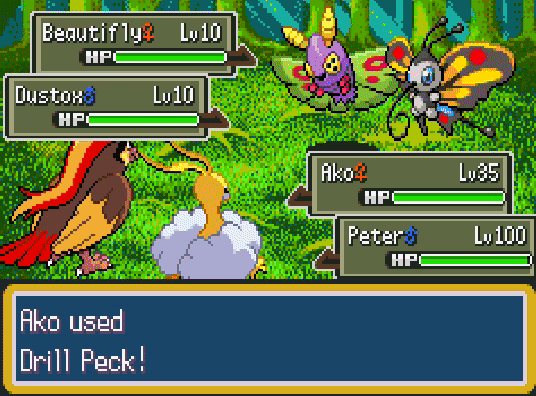 Beautifly♀ Lv10
HP
Dustox♂ Lv10
HP
Ako♀ Lv35
HP
Peter♂ Lv100
HP
Ako used
Drill Peck!